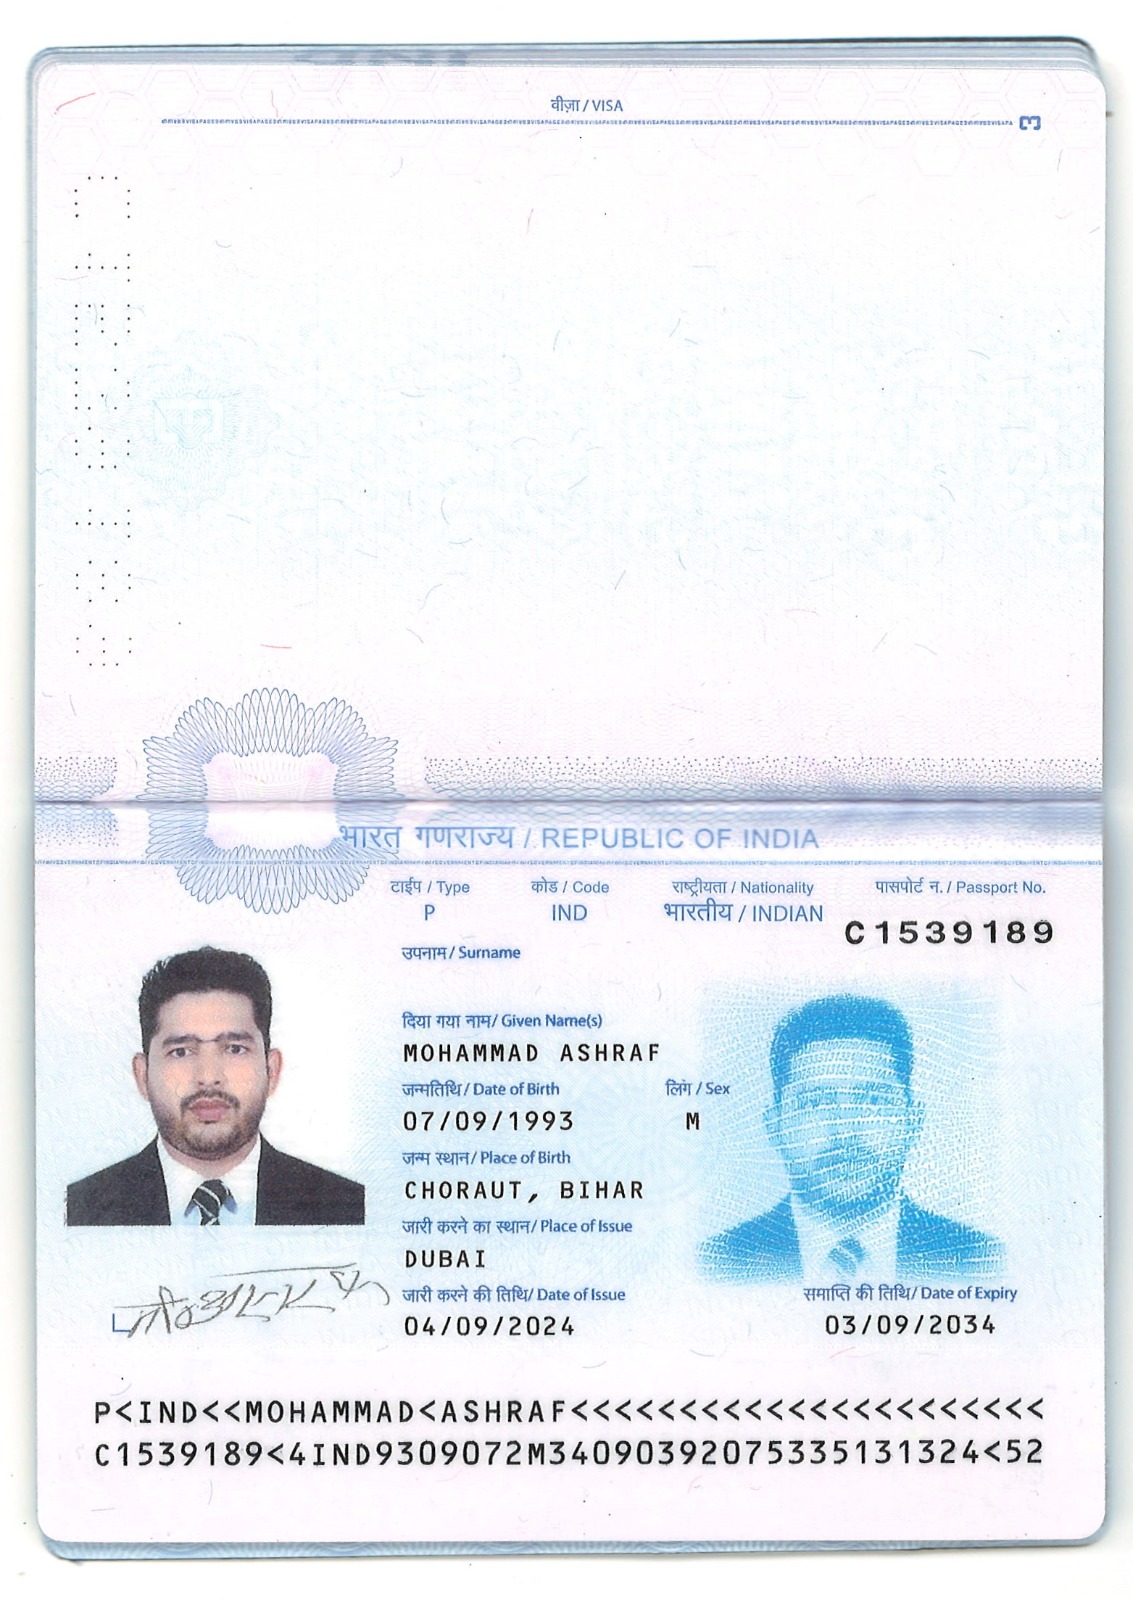 वीज़ा / VISA
3
भारत गणराज्य / REPUBLIC OF INDIA
टाईप / Type कोड / Code राष्ट्रीयता / Nationality पासपोर्ट न. / Passport No.
P IND भारतीय / INDIAN C1539189
उपनाम / Surname
दिया गया नाम/ Given Name(s)
MOHAMMAD ASHRAF
जन्मतिथि / Date of Birth लिंग / Sex
07/09/1993 M
जन्म स्थान / Place of Birth
CHORAUT, BIHAR
जारी करने का स्थान/ Place of Issue
DUBAI
जारी करने की तिथि/ Date of Issue समाप्ति की तिथि/ Date of Expiry
04/09/2024 03/09/2034
P<IND<<MOHAMMAD<ASHRAF<<<<<<<<<<<<<<<<<<<<<<
C1539189<4IND9309072M34090392075335131324<52